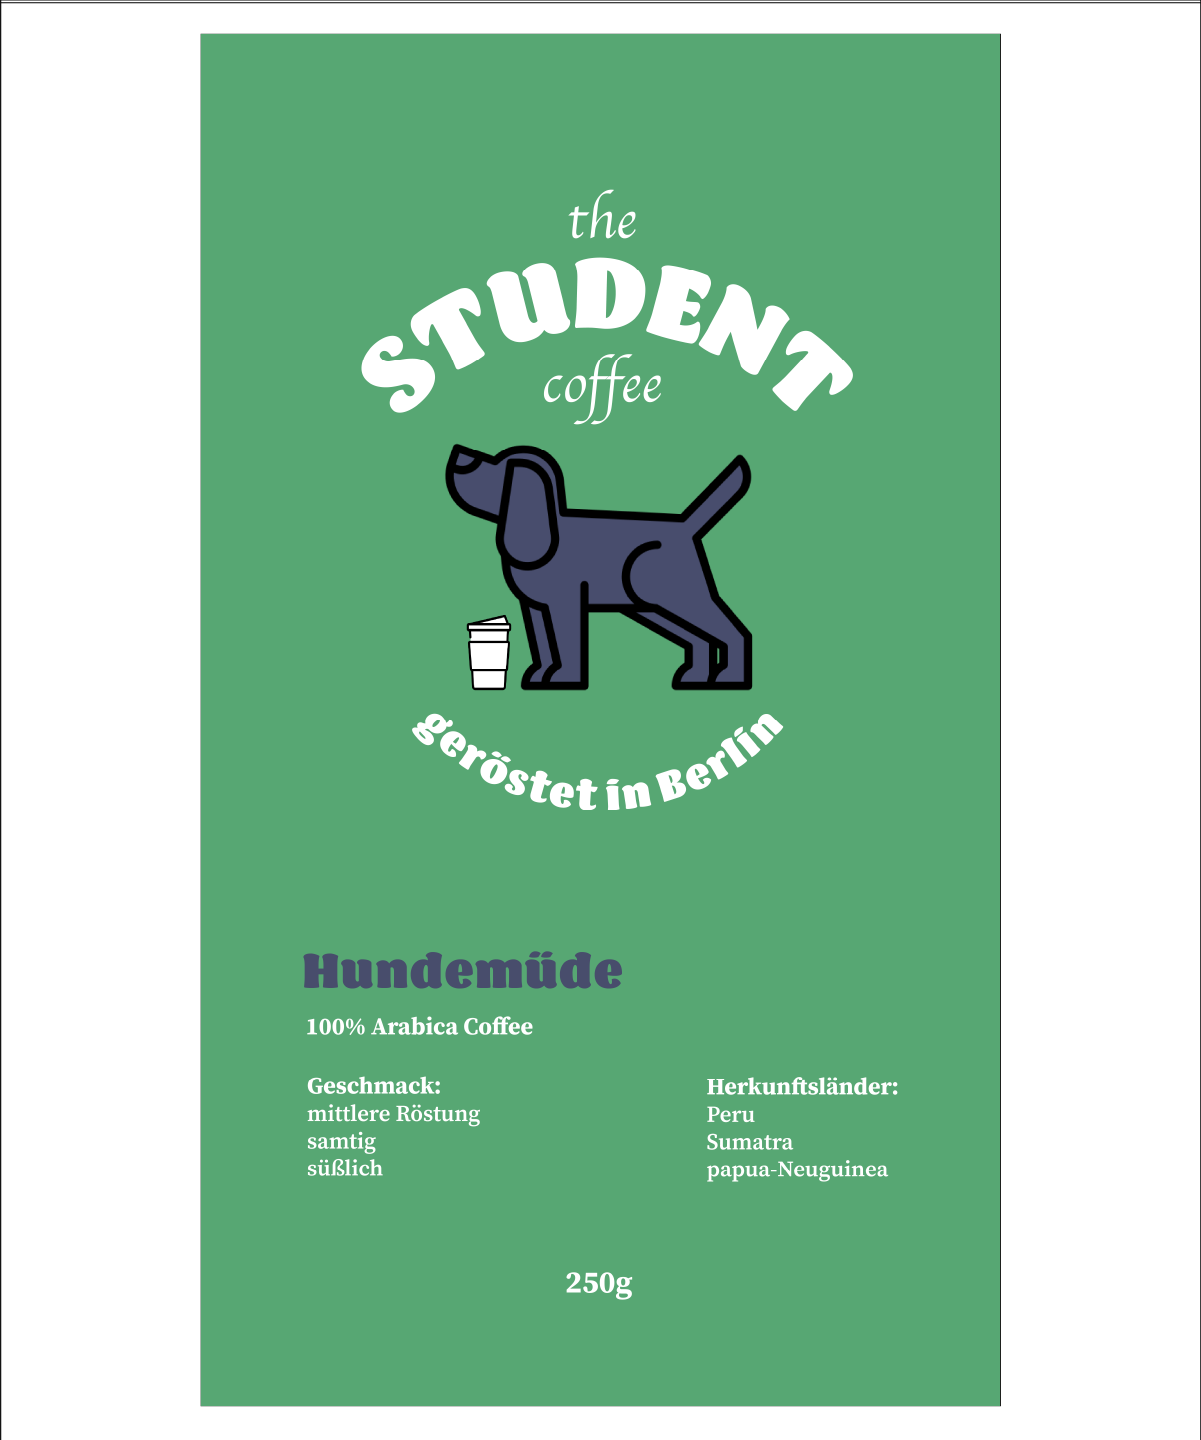 the
STUDENT
coffee
geröstet in Berlin
Hundemüde
100% Arabica Coffee
Geschmack:
mittlere Röstung
samtig
süßlich
Herkunftsländer:
Peru
Sumatra
papua-Neuguinea
250g